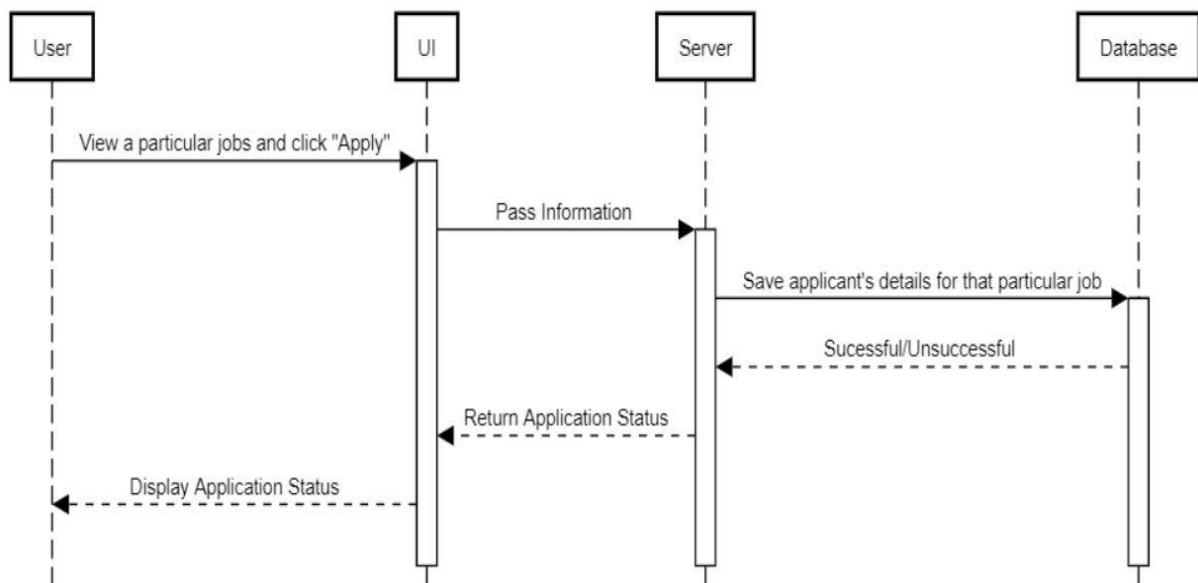 User
UI
Server
Database
View a particular jobs and click "Apply"
Pass Information
Save applicant's details for that particular job
Sucessful/Unsuccessful
Return Application Status
Display Application Status